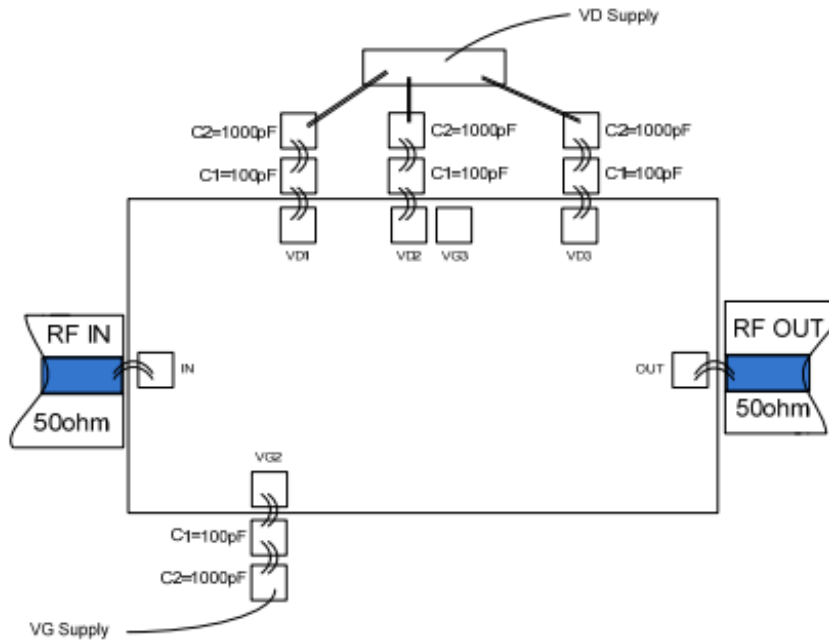 VD Supply
C2=1000pF
C2=1000pF
C2=1000pF
C1=100pF
C1=100pF
C1=100pF
VD1
VD2
VG3
VD3
RF IN
RF OUT
IN
OUT
50ohm
50ohm
VG2
C1=100pF
C2=1000pF
VG Supply